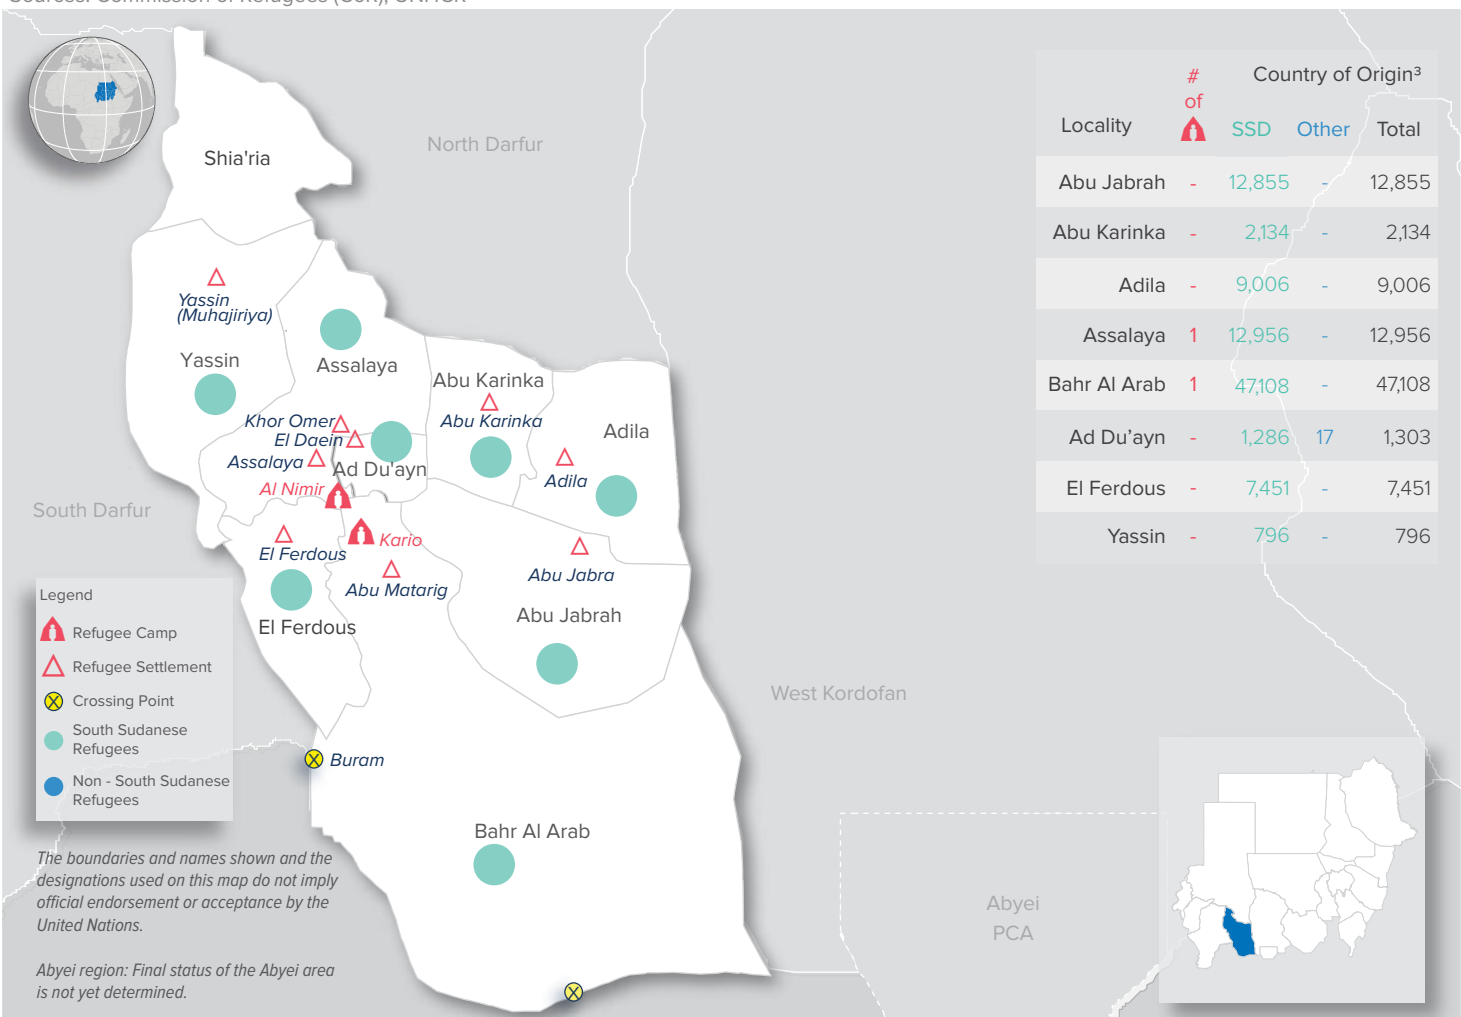 Sources: Commission of Refugees (CoR), UNHCR
Shia'ria
North Darfur
Yassin
(Muhajiriya)
Yassin
Assalaya
Abu Karinka
Khor Omer
El Daein
Abu Karinka
Adila
Assalaya
Ad Du'ayn
Adila
Al Nimir
South Darfur
Kario
El Ferdous
Abu Jabra
Abu Matarig
El Ferdous
Abu Jabrah
West Kordofan
Buram
Bahr Al Arab
Abyei
PCA
# of
Country of Origin³
Locality SSD Other Total
Abu Jabrah - 12,855 - 12,855
Abu Karinka - 2,134 - 2,134
Adila - 9,006 - 9,006
Assalaya 1 12,956 - 12,956
Bahr Al Arab 1 47,108 - 47,108
Ad Du’ayn - 1,286 17 1,303
El Ferdous - 7,451 - 7,451
Yassin - 796 - 796
Legend
Refugee Camp
Refugee Settlement
Crossing Point
South Sudanese
Refugees
Non - South Sudanese
Refugees
The boundaries and names shown and the
designations used on this map do not imply
official endorsement or acceptance by the
United Nations.
Abyei region: Final status of the Abyei area
is not yet determined.